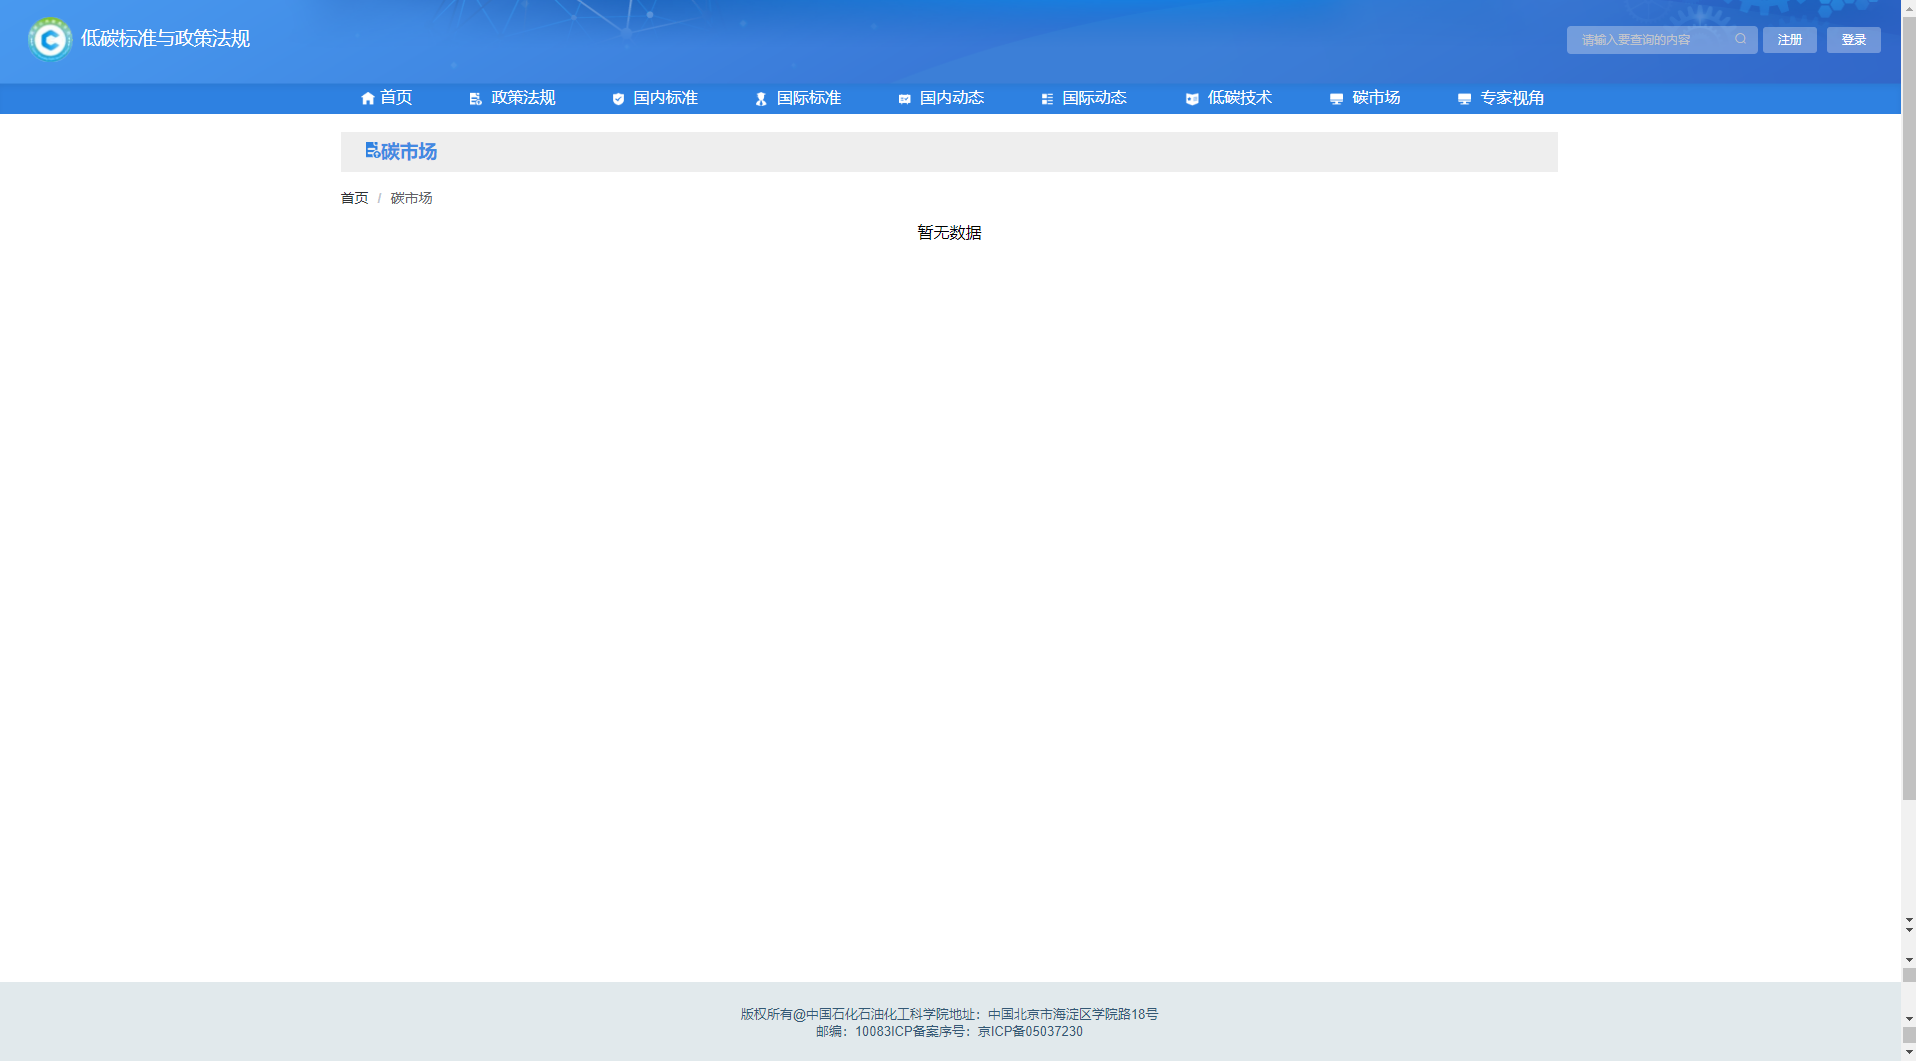 低碳标准与政策法规
请输入要查询的内容
注册
登录
首页
政策法规
国内标准
国际标准
国内动态
国际动态
低碳技术
碳市场
专家视角
碳市场
首页 / 碳市场
暂无数据
版权所有@中国石化石油化工科学院地址：中国北京市海淀区学院路18号
邮编：10083ICP备案序号：京ICP备05037230